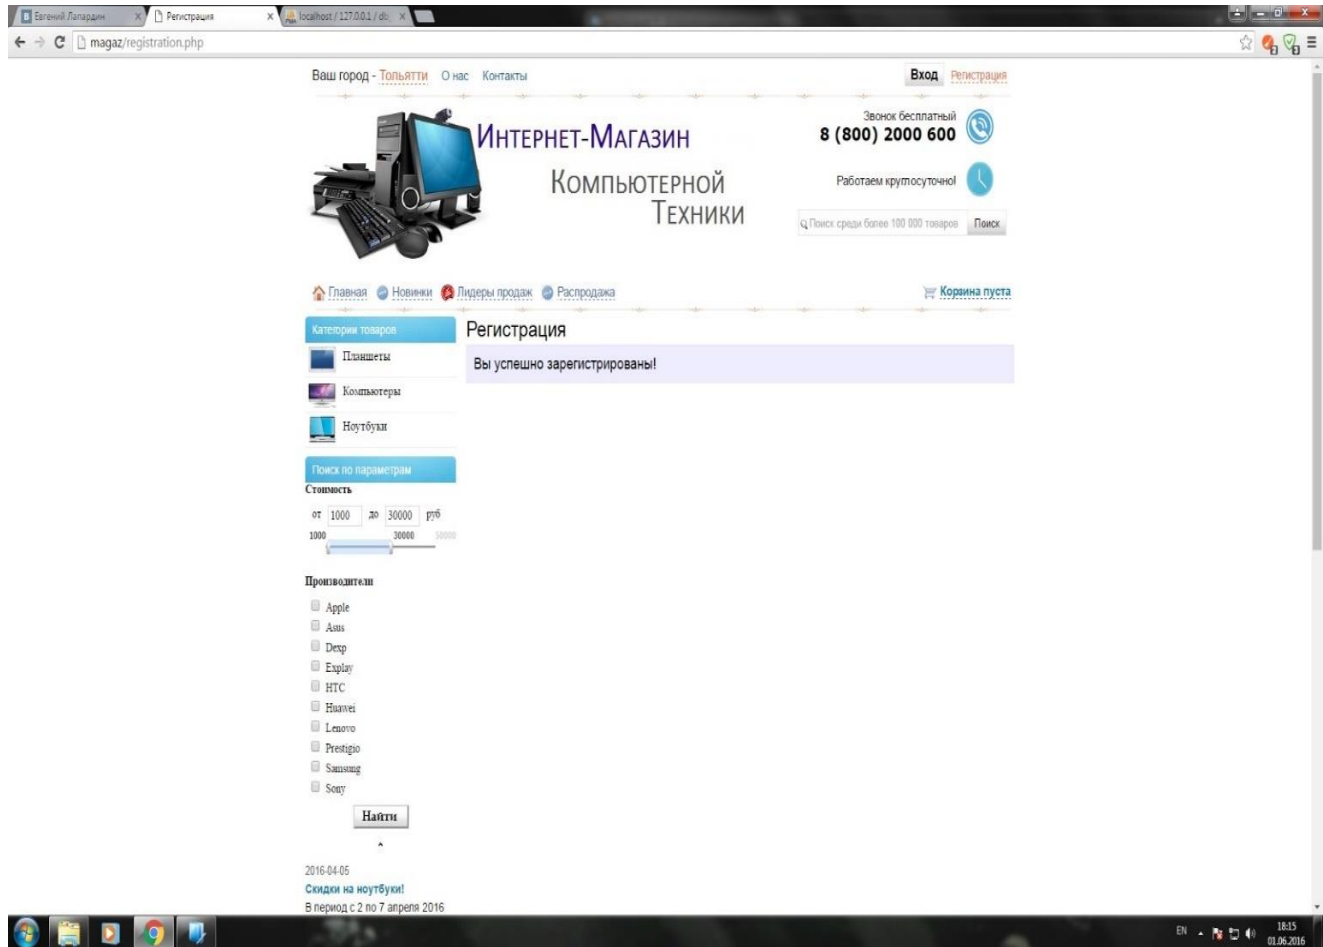 Евгений Лапардин
Регистрация
localhost / 127.0.0.1 / db_
magaz/registration.php
Ваш город - Тольятти О нас Контакты
Вход Регистрация
Интернет-Магазин
Компьютерной
Техники
Звонок бесплатный
8 (800) 2000 600
Работаем круглосуточно!
Поиск среди более 100 000 товаров Поиск
Главная Новинки Лидеры продаж Распродажа
Корзина пуста
Категории товаров
Планшеты
Компьютеры
Ноутбуки
Регистрация
Вы успешно зарегистрированы!
Поиск по параметрам
Стоимость
от 1000 до 30000 руб
1000 30000 50000
Производители
Apple
Asus
Dexp
Explay
HTC
Huawei
Lenovo
Prestigio
Samsung
Sony
Найти
2016-04-05
Скидки на ноутбуки!
В период с 2 по 7 апреля 2016
EN
18:15
01.06.2016